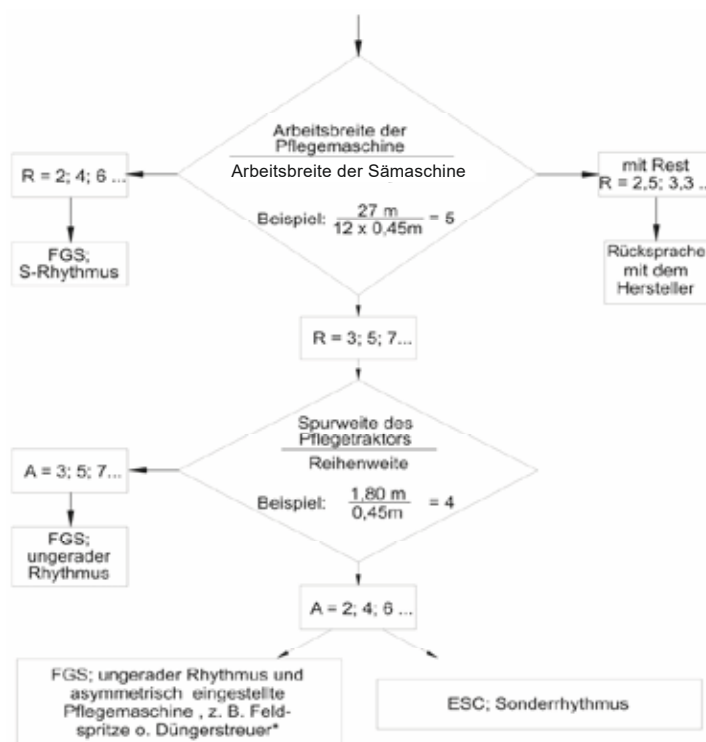 Arbeitsbreite der
Pflegemaschine
Arbeitsbreite der Sämaschine
Beispiel: 27 m
12 x 0,45m = 5
R = 2; 4; 6 ...
mit Rest
R = 2,5; 3,3 ..
FGS;
S-Rhythmus
Rücksprache
mit dem
Hersteller
R = 3; 5; 7...
Spurweite des
Pflegetraktors
Reihenweite
Beispiel: 1,80 m
0,45m = 4
A = 3; 5; 7...
FGS;
ungerader
Rhythmus
A = 2; 4; 6 ...
FGS; ungerader Rhythmus und
asymmetrisch eingestellte
Pflegemaschine , z. B. Feld-
spritze o. Düngerstreuer*
ESC; Sonderrhythmus